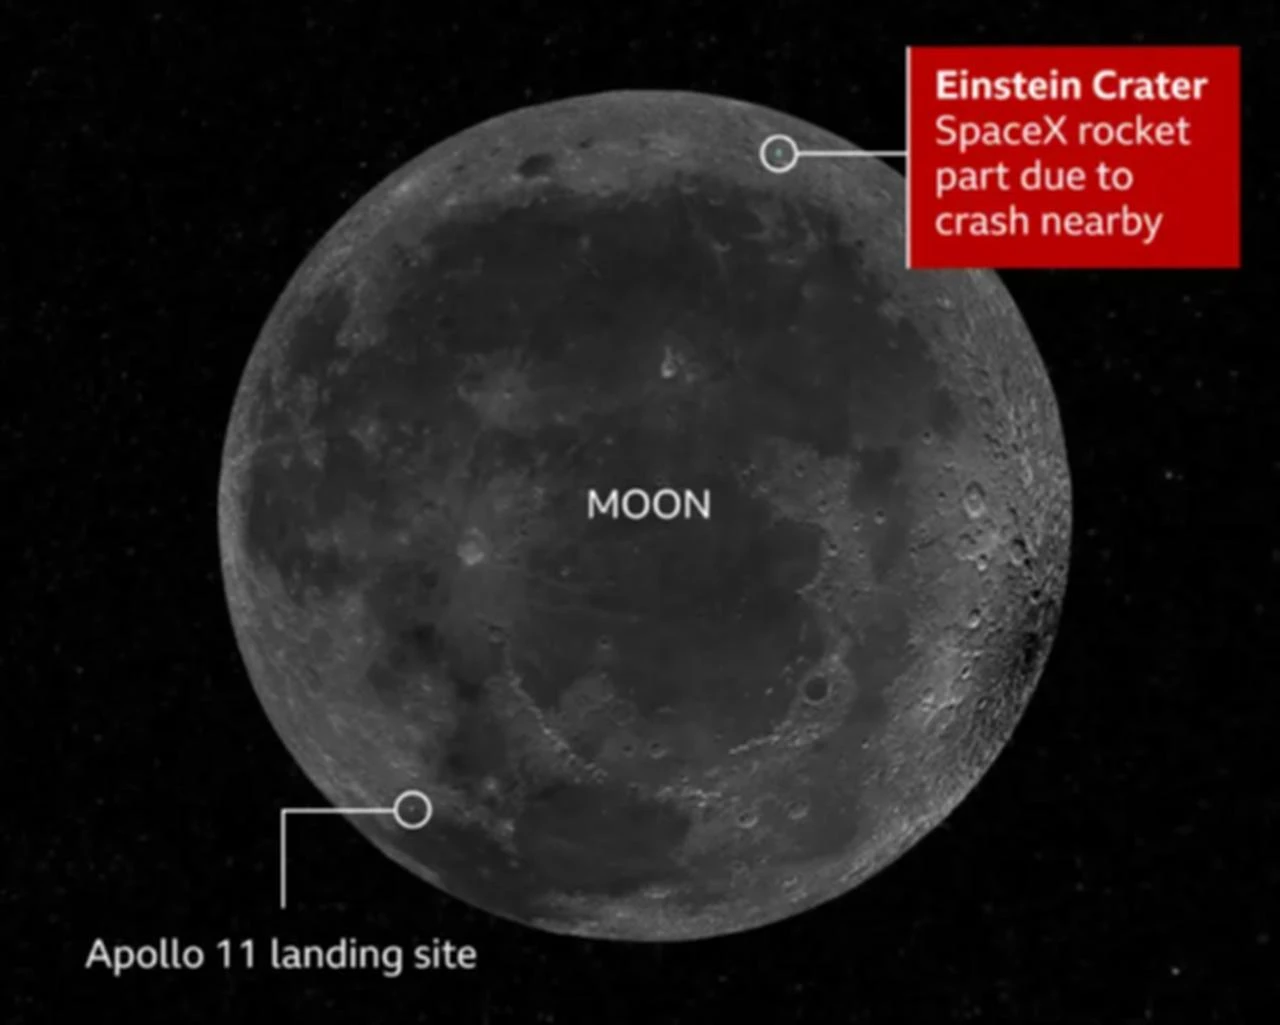 Einstein Crater
SpaceX rocket
part due to
crash nearby
MOON
Apollo 11 landing site